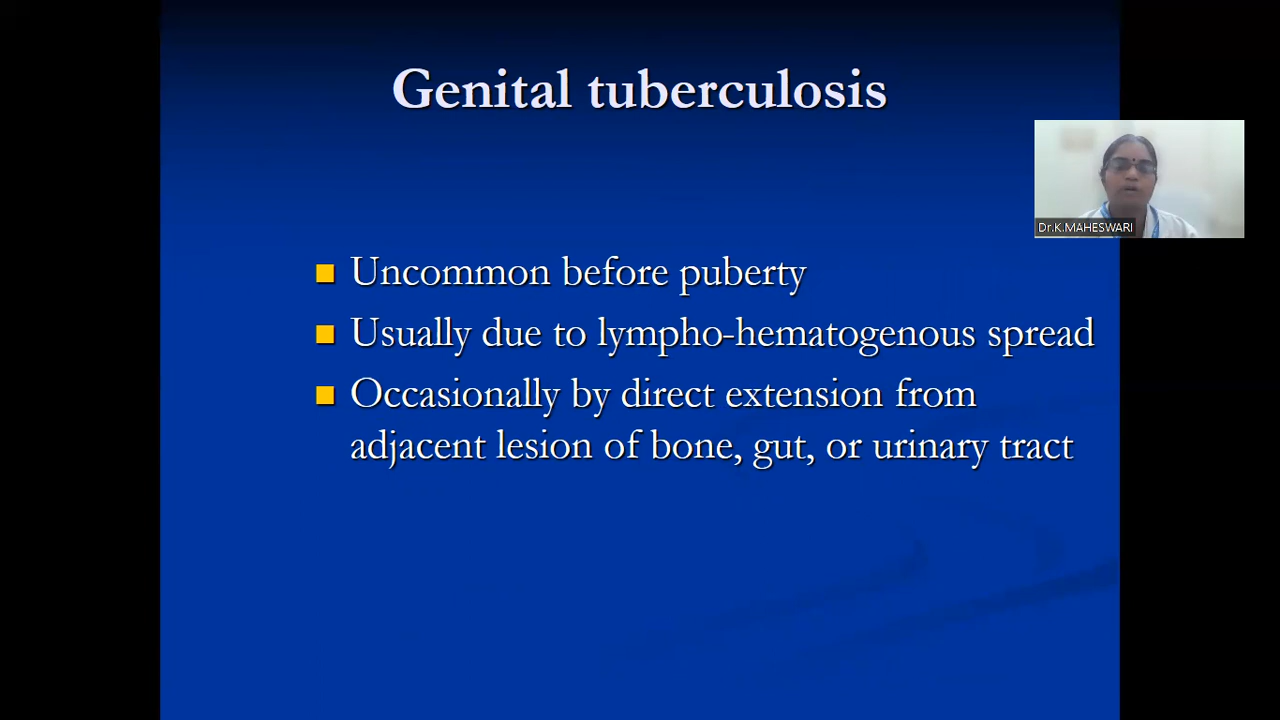 Genital tuberculosis
Dr.K.MAHESWARI
Uncommon before puberty
Usually due to lympho-hematogenous spread
Occasionally by direct extension from
adjacent lesion of bone, gut, or urinary tract